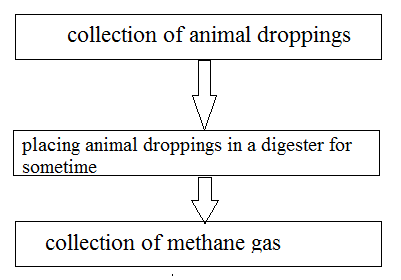 collection of animal droppings
placing animal droppings in a digester for
sometime
collection of methane gas